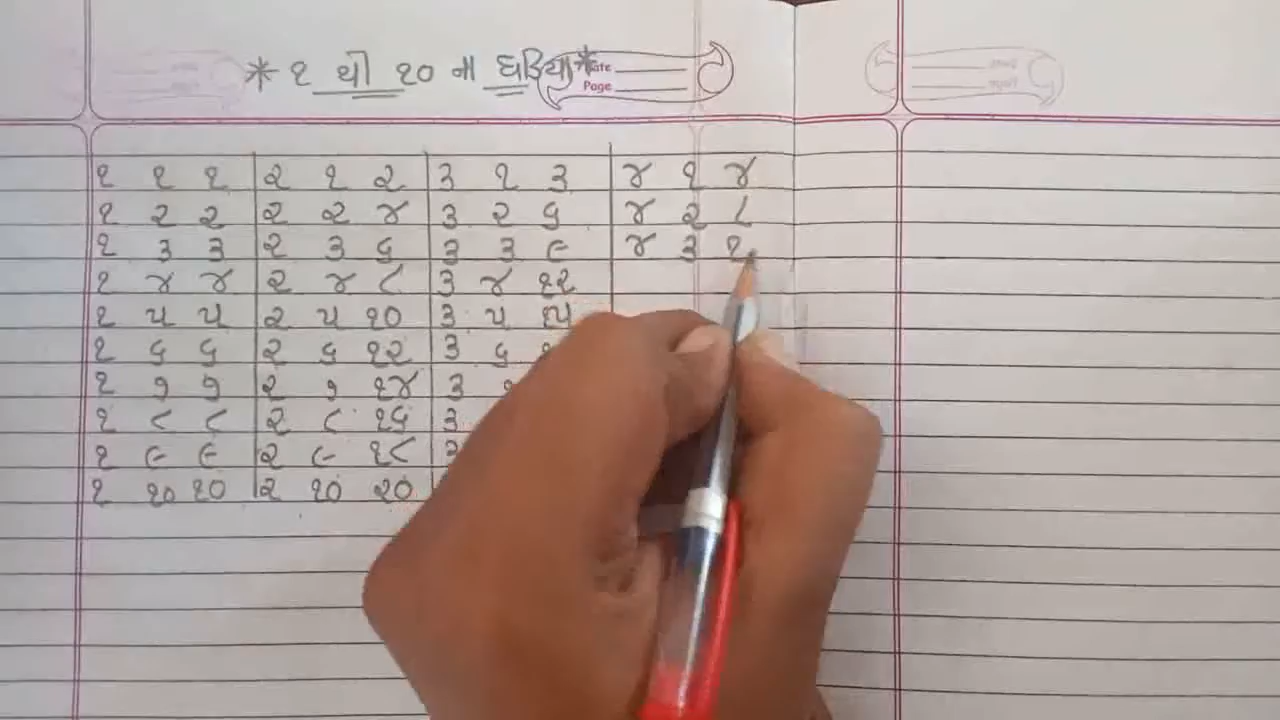 * ૧ થી ૧૦ ના ઘડિયા *
Date
Page
૧ ૧ ૧ ૨ ૧ ૨ ૩ ૧ ૩ ૪ ૧ ૪
૧ ૨ ૨ ૨ ૨ ૪ ૩ ૨ ૬ ૪ ૨ ૮
૧ ૩ ૩ ૨ ૩ ૬ ૩ ૩ ૯ ૪ ૩ ૧
૧ ૪ ૪ ૨ ૪ ૮ ૩ ૪ ૧૨
૧ ૫ ૫ ૨ ૫ ૧૦ ૩ ૫ ૧૫
૧ ૬ ૬ ૨ ૬ ૧૨ ૩ ૬
૧ ૭ ૭ ૨ ૭ ૧૪ ૩
૧ ૮ ૮ ૨ ૮ ૧૬ ૩
૧ ૯ ૯ ૨ ૯ ૧૮ ૩
૧ ૧૦ ૧૦ ૨ ૧૦ ૨૦